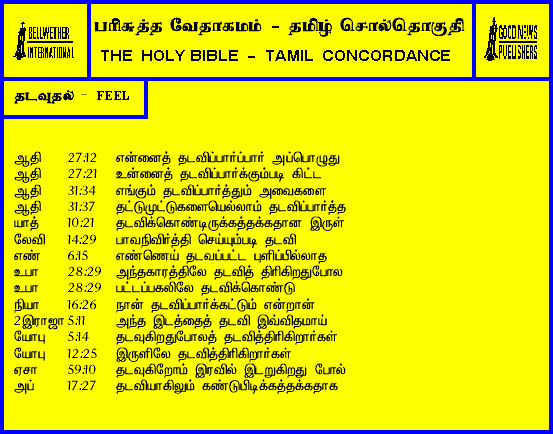 BELLWETHER
INTERNATIONAL
பரிசுத்த வேதாகமம் - தமிழ் சொல்தொகுதி
THE HOLY BIBLE - TAMIL CONCORDANCE
GOOD NEWS
PUBLISHERS
தடவுதல் - FEEL
ஆதி 27:12 என்னைத் தடவிப்பார்ப்பார் அப்பொழுது
ஆதி 27:21 உன்னைத் தடவிப்பார்க்கும்படி கிட்ட
ஆதி 31:34 எங்கும் தடவிப்பார்த்தும் அவைகளை
ஆதி 31:37 தட்டுமுட்டுகளையெல்லாம் தடவிப்பார்த்த
யாத் 10:21 தடவிக்கொண்டிருக்கத்தக்கதான இருள்
லேவி 14:29 பாவநிவிர்த்தி செய்யும்படி தடவி
எண் 6:15 எண்ணெய் தடவப்பட்ட புளிப்பில்லாத
உபா 28:29 அந்தகாரத்திலே தடவித் திரிகிறதுபோல
உபா 28:29 பட்டப்பகலிலே தடவிக்கொண்டு
நியா 16:26 நான் தடவிப்பார்க்கட்டும் என்றான்
2இராஜா 5:11 அந்த இடத்தைத் தடவி இவ்விதமாய்
யோபு 5:14 தடவுகிறதுபோலத் தடவித்திரிகிறார்கள்
யோபு 12:25 இருளிலே தடவித்திரிகிறார்கள்
ஏசா 59:10 தடவுகிறோம் இரவில் இடறுகிறது போல்
அப் 17:27 தடவியாகிலும் கண்டுபிடிக்கத்தக்கதாக